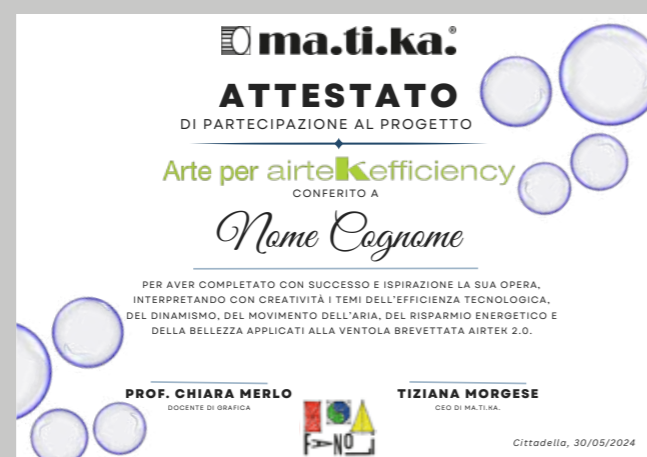 ma.ti.ka.®
ATTESTATO
DI PARTECIPAZIONE AL PROGETTO
Arte per airtekefficiency
CONFERITO A
Nome Cognome
PER AVER COMPLETATO CON SUCCESSO E ISPIRAZIONE LA SUA OPERA,
INTERPRETANDO CON CREATIVITÀ I TEMI DELL'EFFICIENZA TECNOLOGICA,
DEL DINAMISMO, DEL MOVIMENTO DELL'ARIA, DEL RISPARMIO ENERGETICO E
DELLA BELLEZZA APPLICATI ALLA VENTOLA BREVETTATA AIRTEK 2.0.
PROF. CHIARA MERLO
DOCENTE DI GRAFICA
TIZIANA MORGESE
CEO DI MA.TI.KA.
Cittadella, 30/05/2024